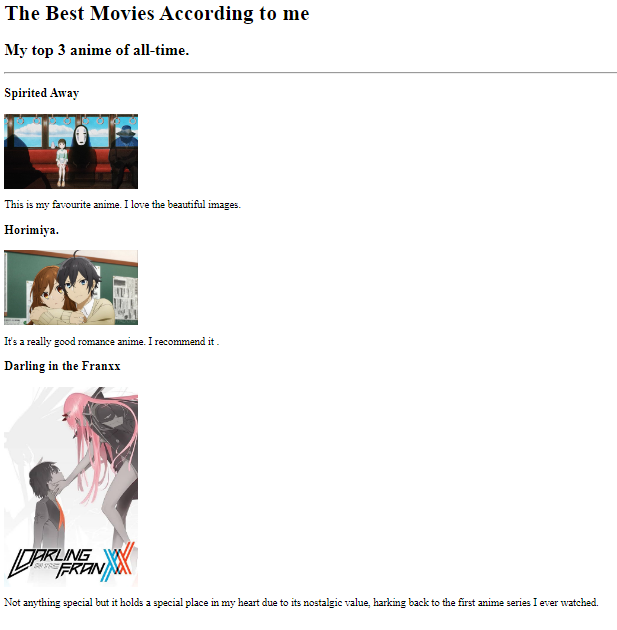 The Best Movies According to me
My top 3 anime of all-time.
Spirited Away
This is my favourite anime. I love the beautiful images.
Horimiya.
It's a really good romance anime. I recommend it .
Darling in the Franxx
DARLING
in the
FRANXX
Not anything special but it holds a special place in my heart due to its nostalgic value, harking back to the first anime series I ever watched.